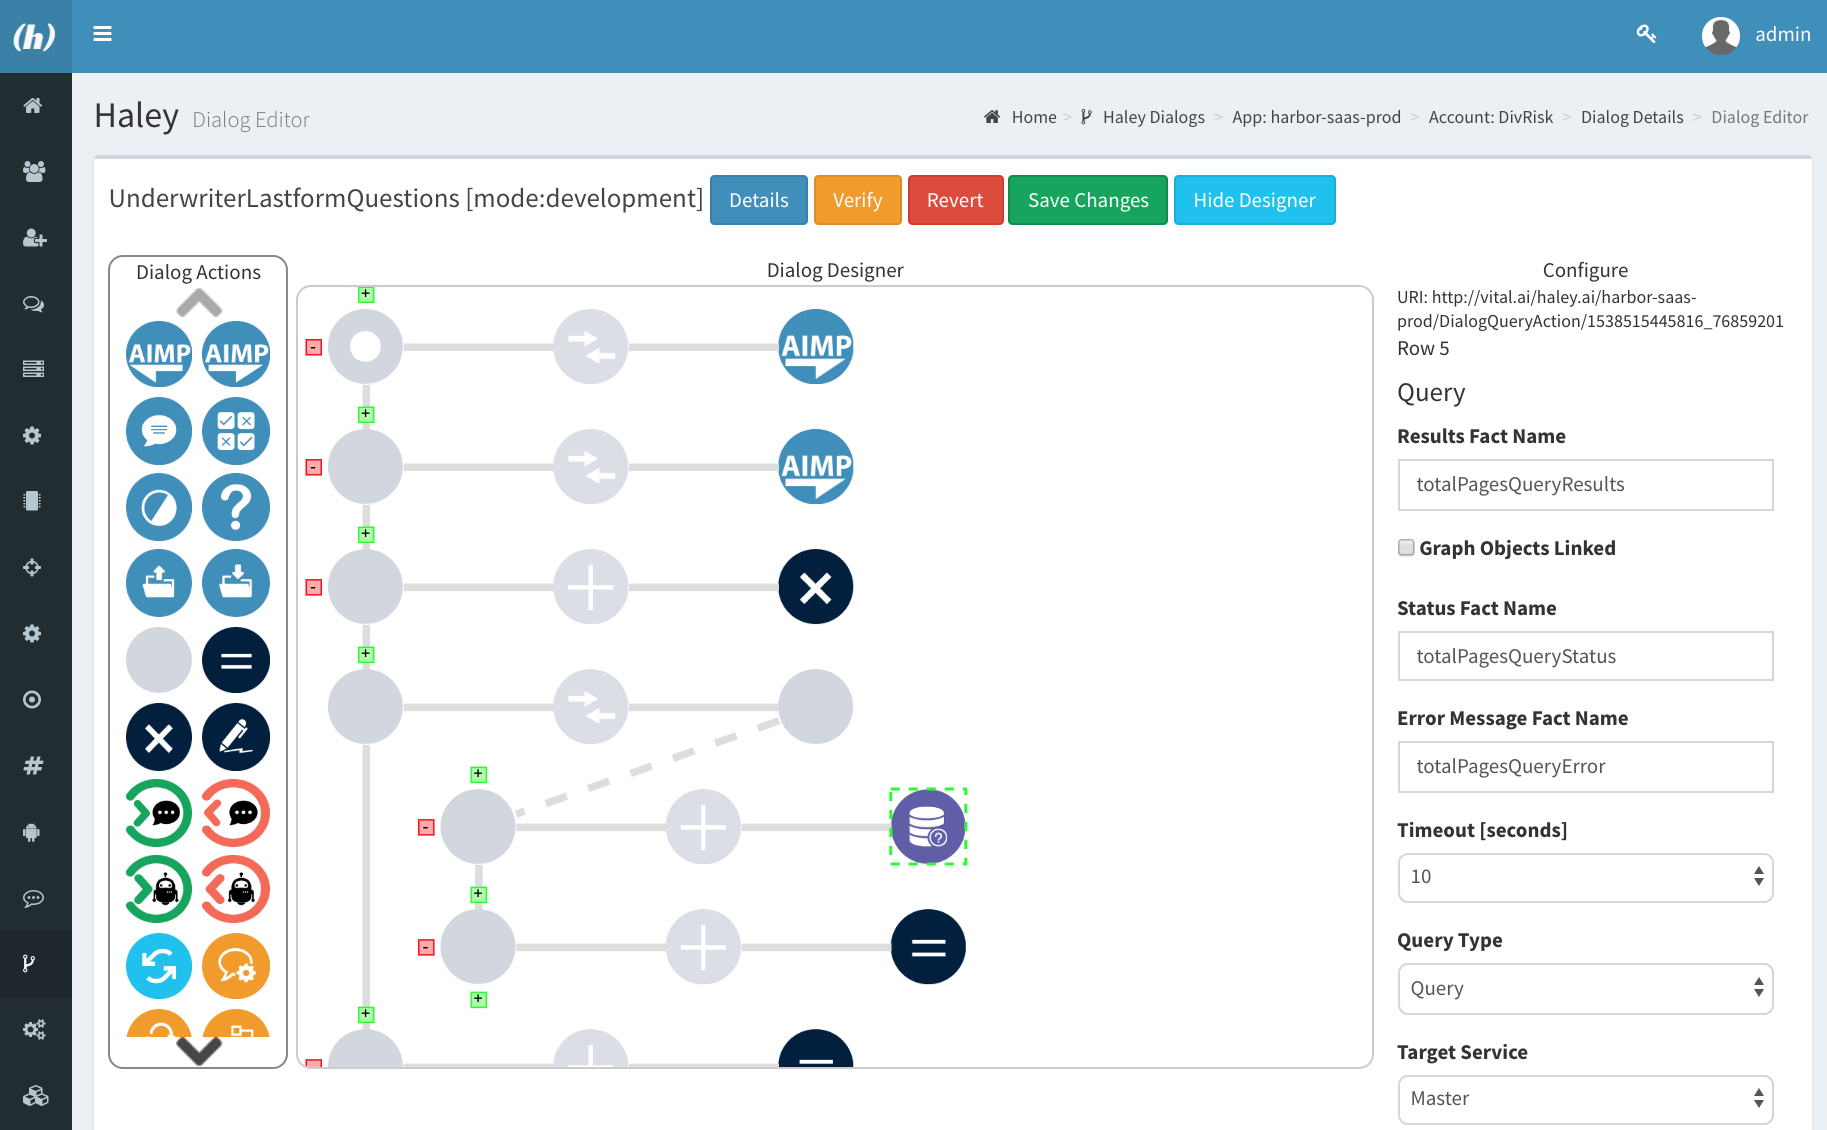 (h)
admin
Haley Dialog Editor
Home > Haley Dialogs > App: harbor-saas-prod > Account: DivRisk > Dialog Details > Dialog Editor
UnderwriterLastformQuestions [mode:development] Details Verify Revert Save Changes Hide Designer
Dialog Actions
AIMP AIMP
Dialog Designer
AIMP
AIMP
Configure
URI: http://vital.ai/haley.ai/harbor-saas-
prod/DialogQueryAction/1538515445816_76859201
Row 5
Query
Results Fact Name
totalPagesQueryResults
Graph Objects Linked
Status Fact Name
totalPagesQueryStatus
Error Message Fact Name
totalPagesQueryError
Timeout [seconds]
10
Query Type
Query
Target Service
Master